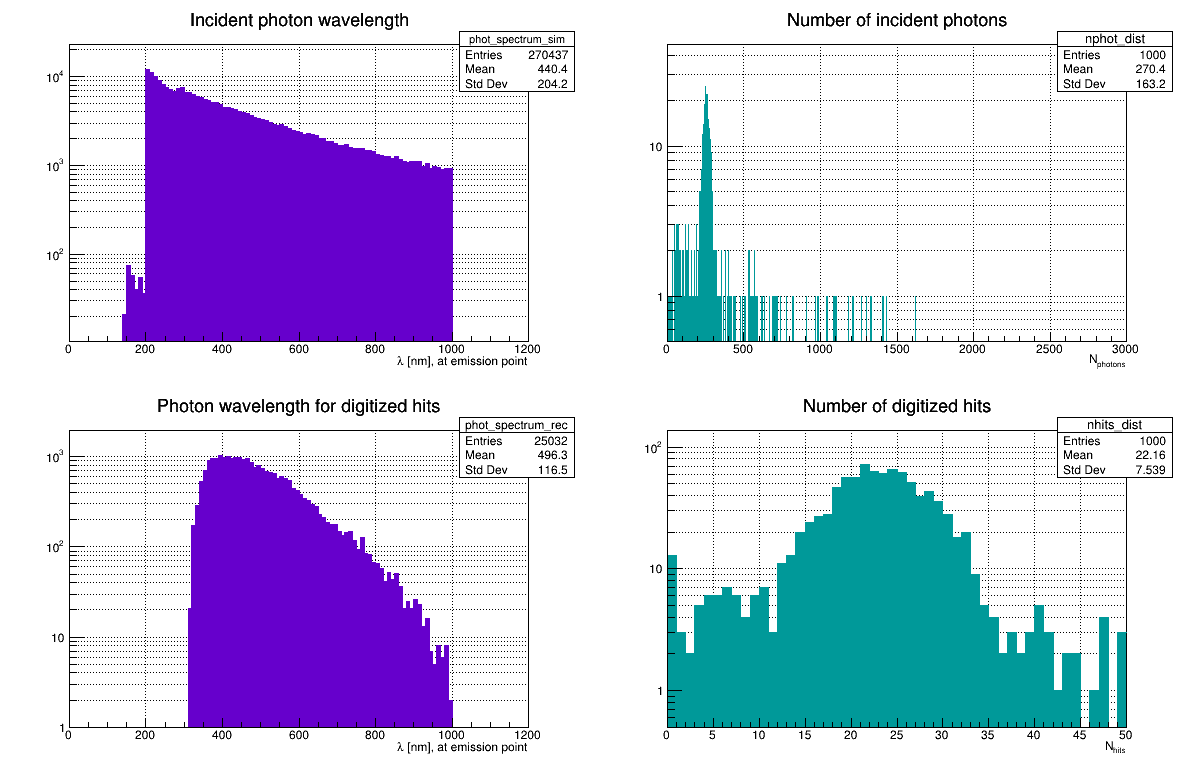 Incident photon wavelength
phot_spectrum_sim
Entries 270437
Mean 440.4
Std Dev 204.2
10^4
10^3
10^2
0 200 400 600 800 1000 1200
λ [nm], at emission point
Number of incident photons
nphot_dist
Entries 1000
Mean 270.4
Std Dev 163.2
10
1
0 500 1000 1500 2000 2500 3000
N_photons
Photon wavelength for digitized hits
phot_spectrum_rec
Entries 25032
Mean 496.3
Std Dev 116.5
10^3
10^2
10
1
0 200 400 600 800 1000 1200
λ [nm], at emission point
Number of digitized hits
nhits_dist
Entries 1000
Mean 22.16
Std Dev 7.539
10^2
10
1
0 5 10 15 20 25 30 35 40 45 50
N_hits